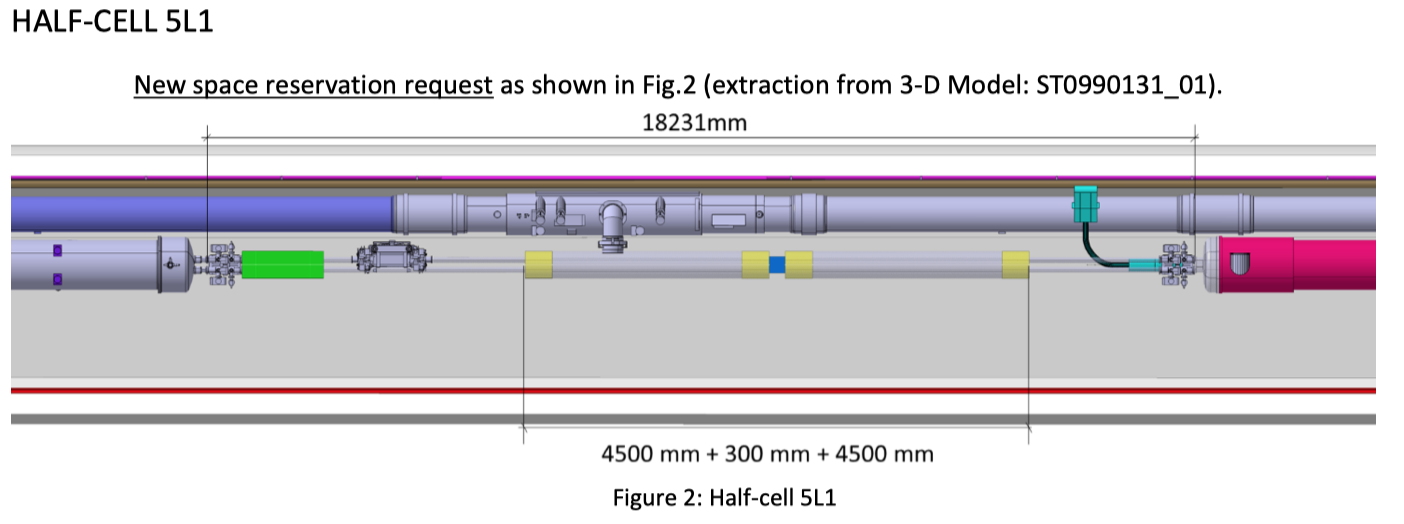 HALF-CELL 5L1
New space reservation request as shown in Fig.2 (extraction from 3-D Model: ST0990131_01).
18231mm
4500 mm + 300 mm + 4500 mm
Figure 2: Half-cell 5L1